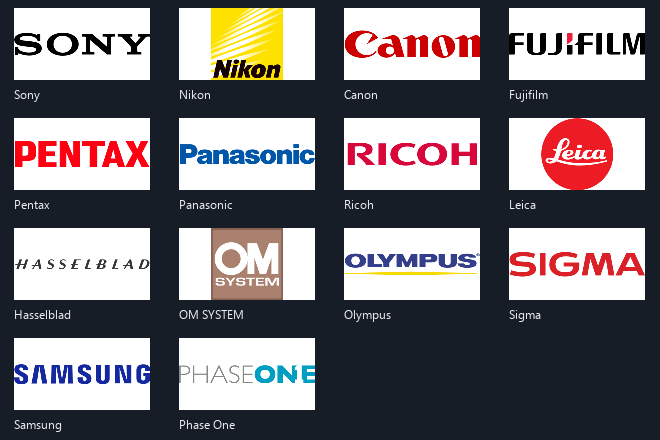 SONY
Nikon
Canon
FUJIFILM
Sony
Nikon
Canon
Fujifilm
PENTAX
Panasonic
RICOH
Leica
Pentax
Panasonic
Ricoh
Leica
HASSELBLAD
OM
SYSTEM
OLYMPUS
SIGMA
Hasselblad
OM SYSTEM
Olympus
Sigma
SAMSUNG
PHASEONE
Samsung
Phase One